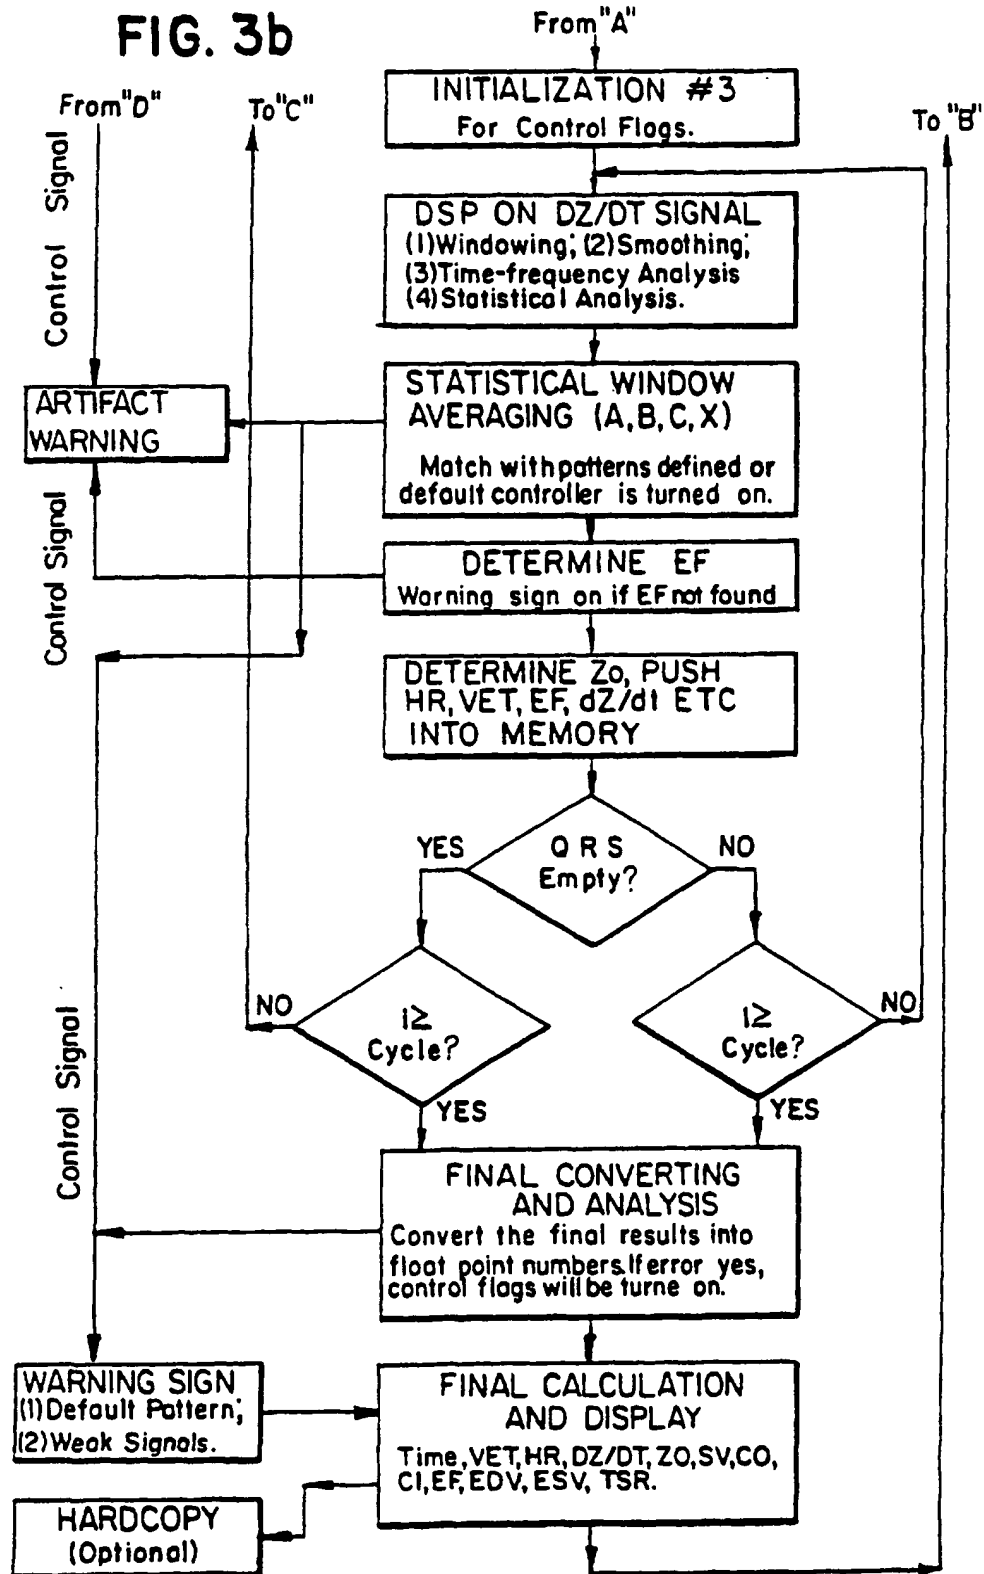 FIG. 3b
From "A"
INITIALIZATION #3
For Control Flags.
From "D"
To "C"
To "B"
Control Signal
DSP ON DZ/DT SIGNAL
(1) Windowing; (2) Smoothing;
(3) Time-frequency Analysis
(4) Statistical Analysis.
ARTIFACT
WARNING
STATISTICAL WINDOW
AVERAGING (A, B, C, X)
Match with patterns defined or
default controller is turned on.
Control Signal
DETERMINE EF
Warning sign on if EF not found
DETERMINE Zo, PUSH
HR, VET, EF, dZ/dt ETC
INTO MEMORY
YES
QRS
Empty?
NO
NO
i≥
Cycle?
YES
I≥
Cycle?
NO
YES
Control Signal
FINAL CONVERTING
AND ANALYSIS
Convert the final results into
float point numbers. If error yes,
control flags will be turne on.
WARNING SIGN
(1) Default Pattern;
(2) Weak Signals.
FINAL CALCULATION
AND DISPLAY
Time, VET, HR, DZ/DT, ZO, SV, CO,
CI, EF, EDV, ESV, TSR.
HARDCOPY
(Optional)